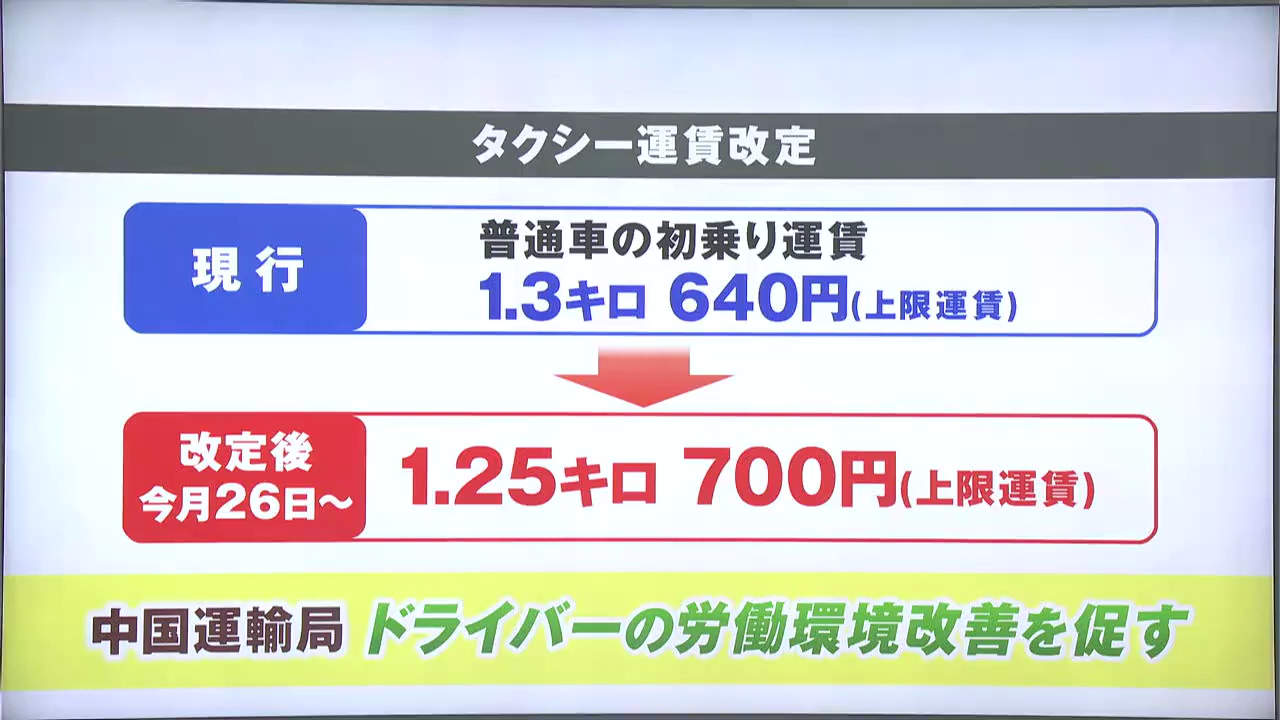 タクシー運賃改定
現行
普通車の初乗り運賃
1.3キロ 640円(上限運賃)
改定後
今月26日~
1.25キロ 700円(上限運賃)
中国運輸局 ドライバーの労働環境改善を促す